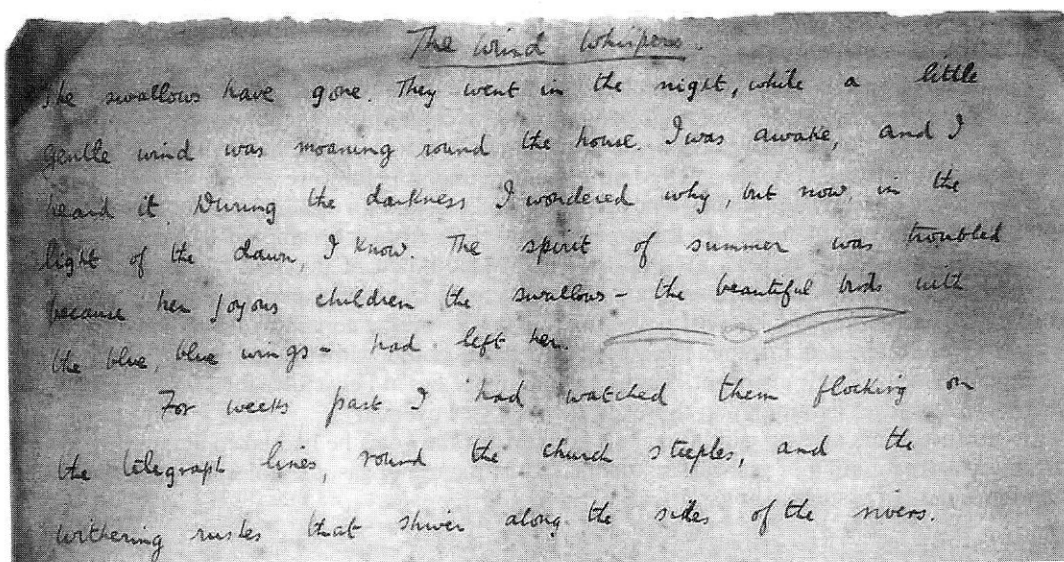 The Wind Whispers.
The swallows have gone. They went in the night, while a little
gentle wind was moaning round the house. I was awake, and I
heard it. During the darkness I wondered why, but now, in the
light of the dawn, I know. The spirit of summer was troubled
because her joyous children the swallows - the beautiful birds with
the blue, blue wings - had left her.
For weeks past I had watched them flocking on
the telegraph lines, round the church steeples, and the
withering rushes that shiver along the sides of the rivers.